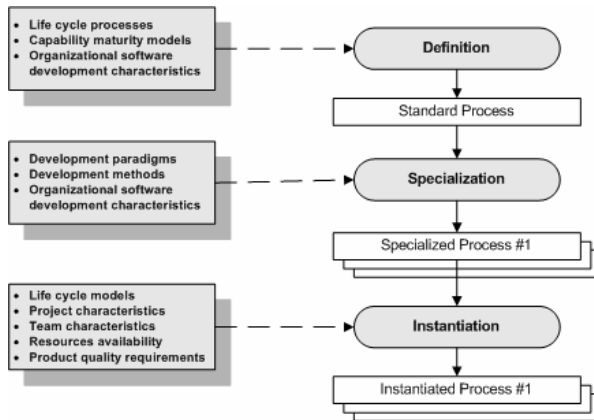 • Life cycle processes
• Capability maturity models
• Organizational software
development characteristics
Definition
Standard Process
• Development paradigms
• Development methods
• Organizational software
development characteristics
Specialization
Specialized Process #1
• Life cycle models
• Project characteristics
• Team characteristics
• Resources availability
• Product quality requirements
Instantiation
Instantiated Process #1